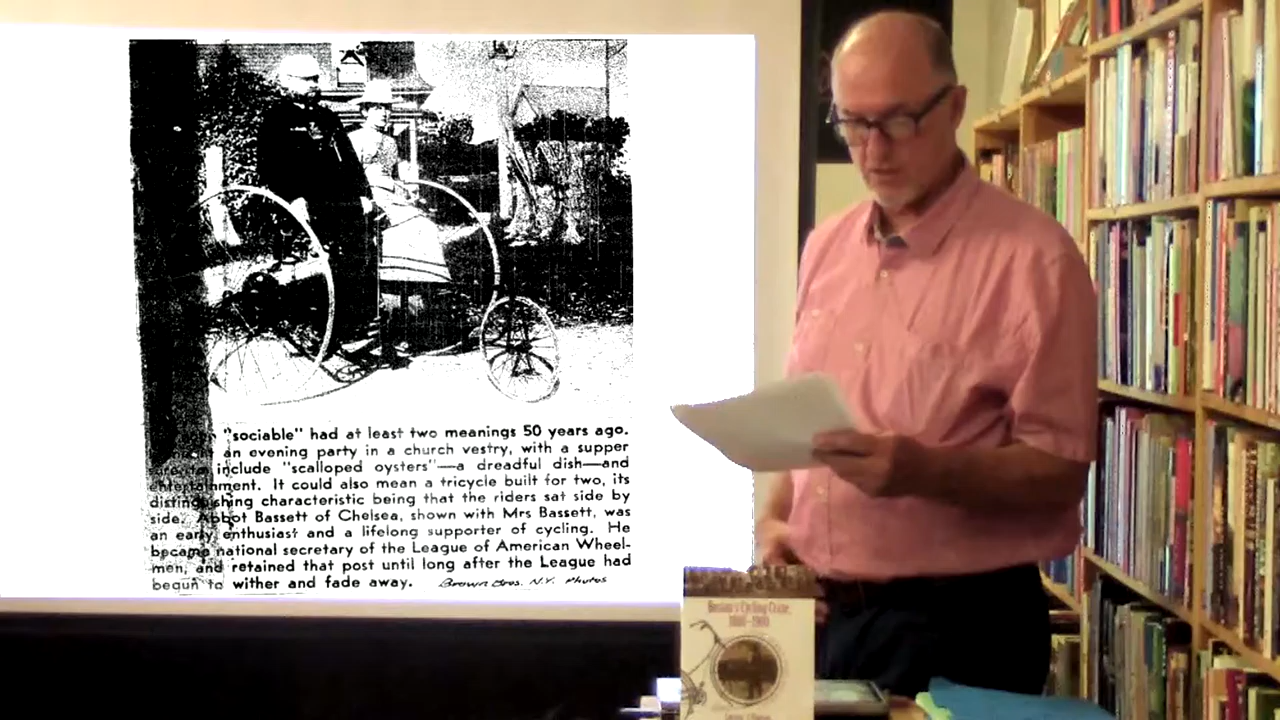 "sociable" had at least two meanings 50 years ago.
an evening party in a church vestry, with a supper
include "scalloped oysters"—a dreadful dish—and
entertainment. It could also mean a tricycle built for two, its
distinguishing characteristic being that the riders sat side by
side. Abbot Bassett of Chelsea, shown with Mrs Bassett, was
an early enthusiast and a lifelong supporter of cycling. He
became national secretary of the League of American Wheel-
men, and retained that post until long after the League had
begun to wither and fade away. Brown Bros. N.Y. Photos
Boston's Cycling Craze,
1880-1900